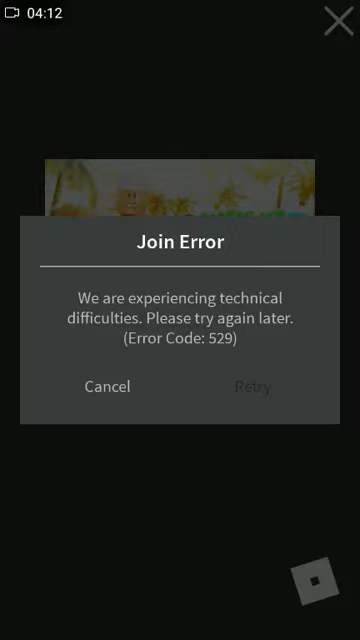 04:12
Join Error
We are experiencing technical
difficulties. Please try again later.
(Error Code: 529)
Cancel
Retry